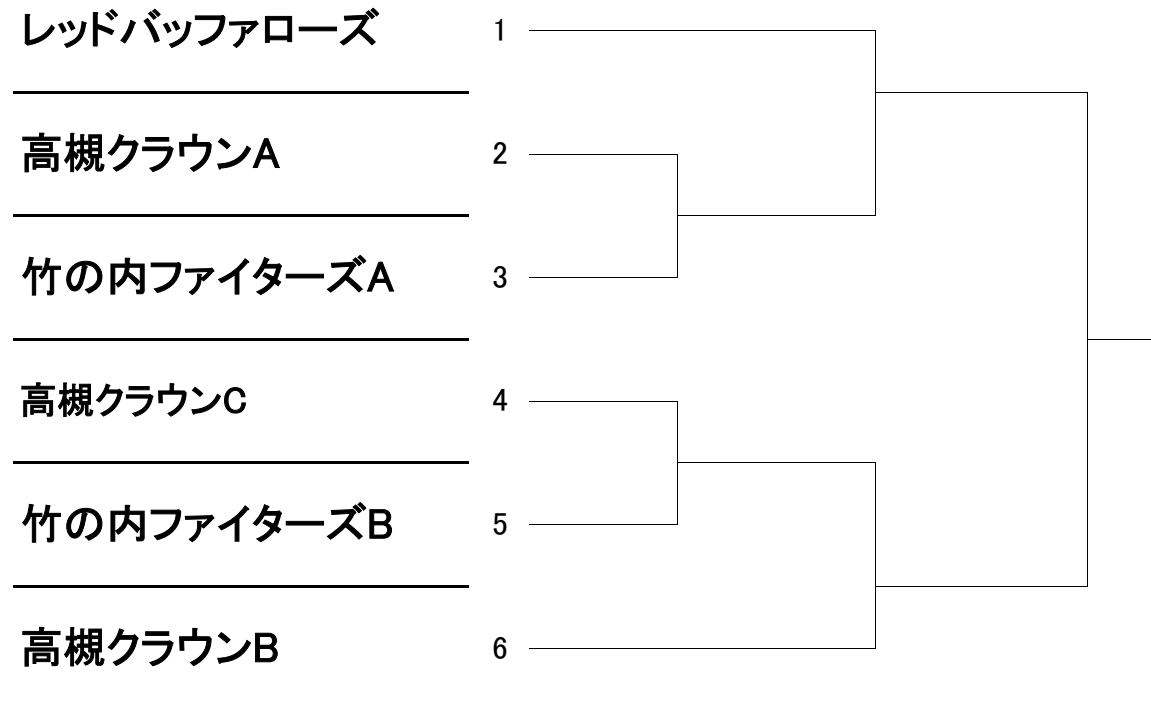 レッドバッファローズ 1
高槻クラウンA 2
竹の内ファイターズA 3
高槻クラウンC 4
竹の内ファイターズB 5
高槻クラウンB 6